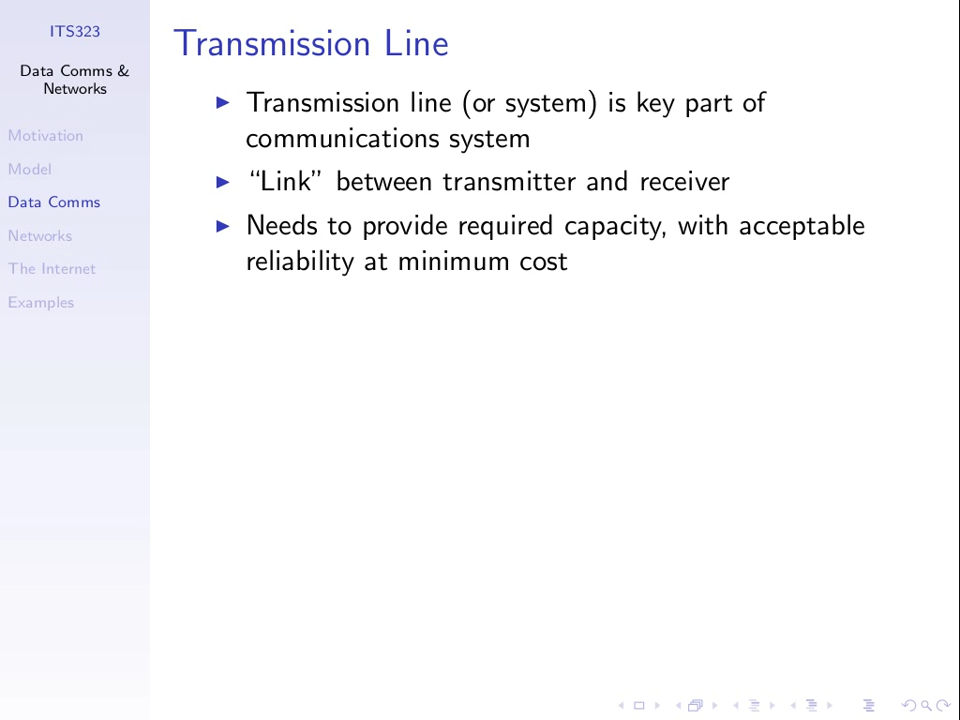 ITS323
Data Comms &
Networks
Motivation
Model
Data Comms
Networks
The Internet
Examples
Transmission Line
Transmission line (or system) is key part of
communications system
“Link” between transmitter and receiver
Needs to provide required capacity, with acceptable
reliability at minimum cost